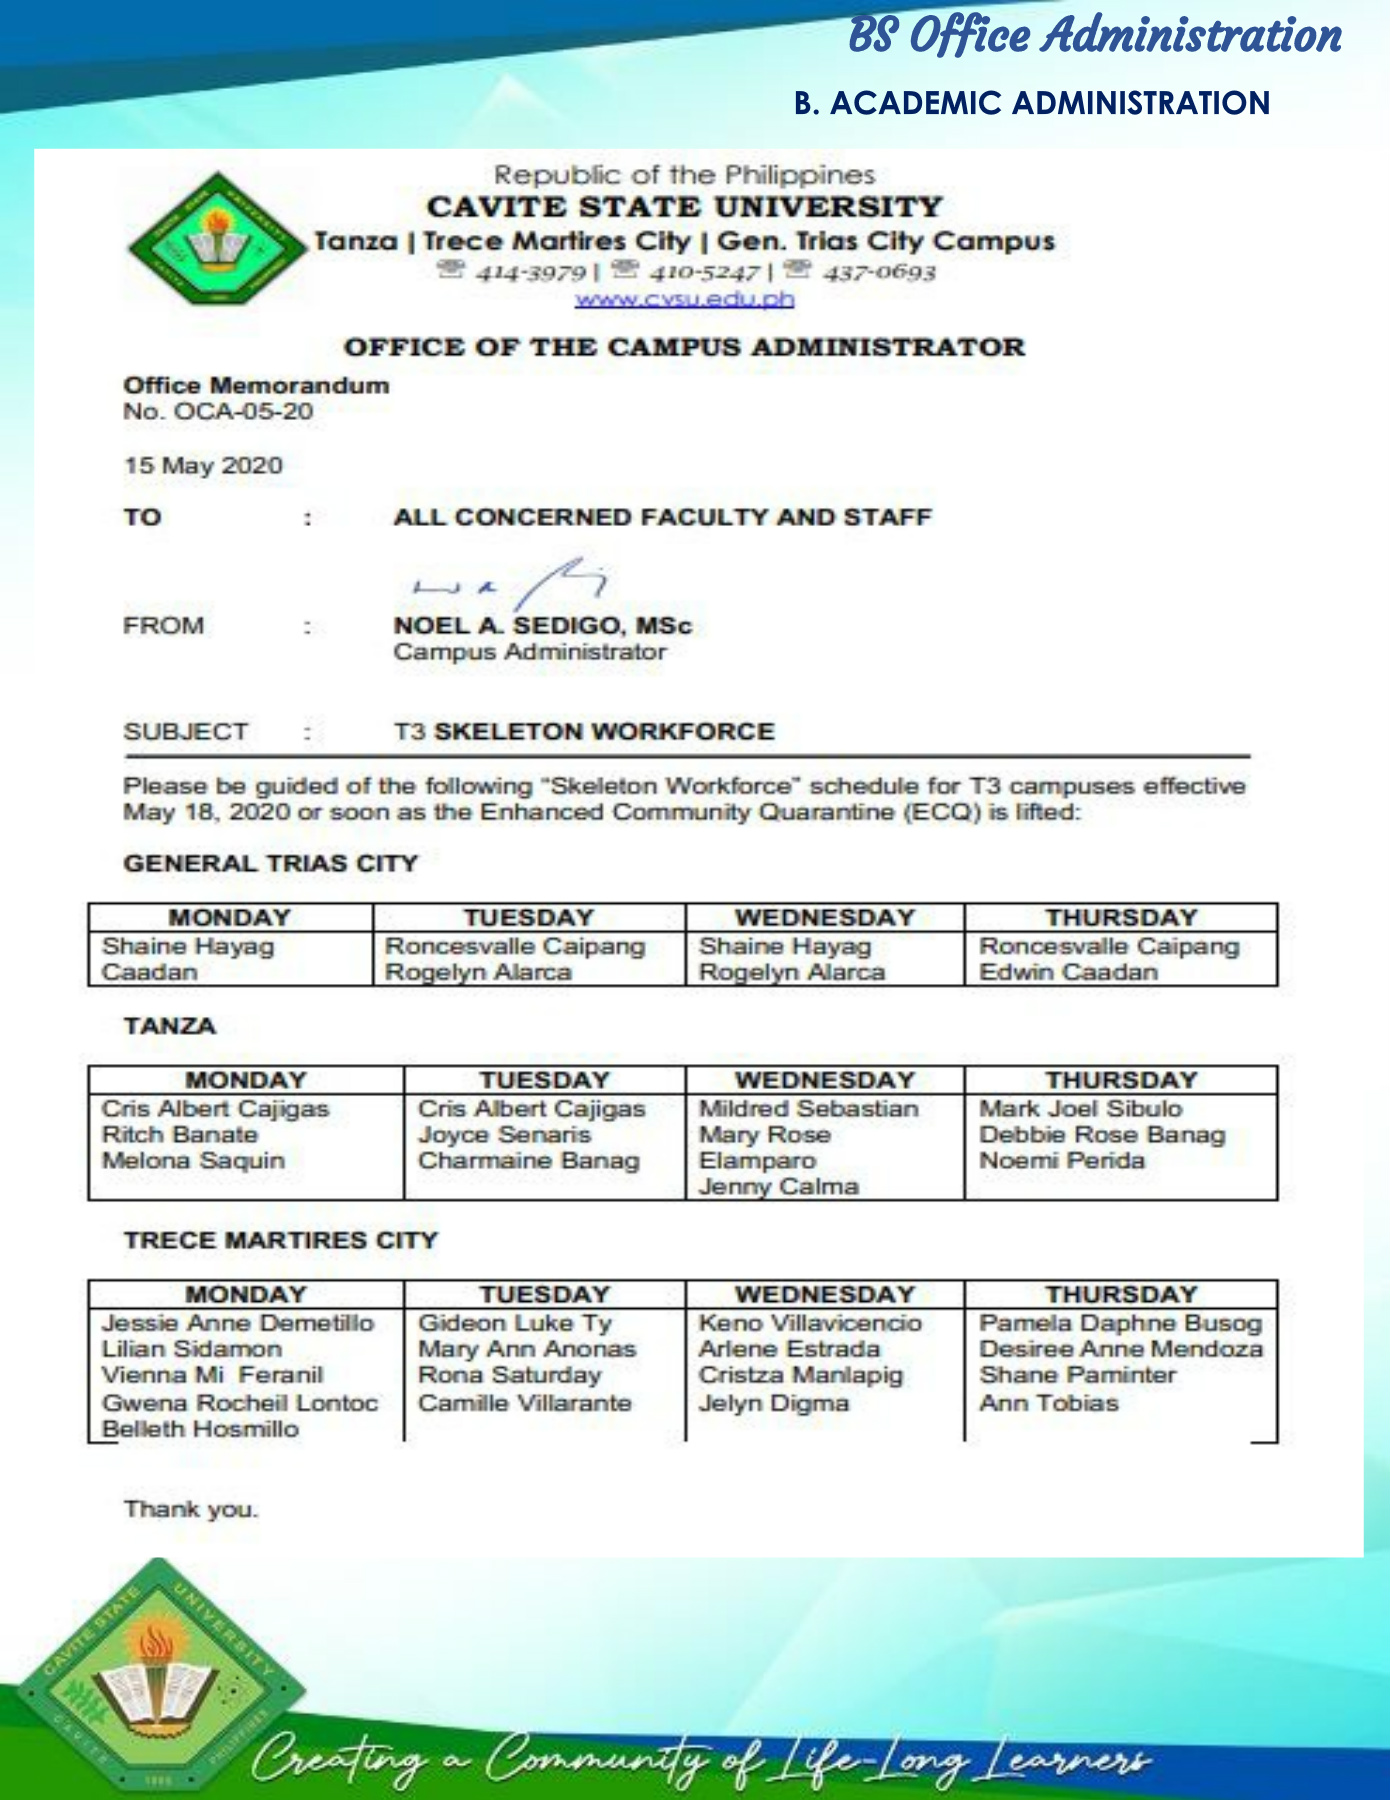 BS Office Administration
B. ACADEMIC ADMINISTRATION
Republic of the Philippines
CAVITE STATE UNIVERSITY
Tanza | Trece Martires City | Gen. Trias City Campus
☏ 414-3979 | ☏ 410-5247 | ☏ 437-0693
www.cvsu.edu.ph
OFFICE OF THE CAMPUS ADMINISTRATOR
Office Memorandum
No. OCA-05-20
15 May 2020
TO : ALL CONCERNED FACULTY AND STAFF
FROM : NOEL A. SEDIGO, MSc
Campus Administrator
SUBJECT : T3 SKELETON WORKFORCE
Please be guided of the following “Skeleton Workforce” schedule for T3 campuses effective
May 18, 2020 or soon as the Enhanced Community Quarantine (ECQ) is lifted:
GENERAL TRIAS CITY
MONDAY TUESDAY WEDNESDAY THURSDAY
Shaine Hayag Roncesvalle Caipang Shaine Hayag Roncesvalle Caipang
Caadan Rogelyn Alarca Rogelyn Alarca Edwin Caadan
TANZA
MONDAY TUESDAY WEDNESDAY THURSDAY
Cris Albert Cajigas Cris Albert Cajigas Mildred Sebastian Mark Joel Sibulo
Ritch Banate Joyce Senaris Mary Rose Debbie Rose Banag
Melona Saquin Charmaine Banag Elamparo Noemi Perida
Jenny Calma
TRECE MARTIRES CITY
MONDAY TUESDAY WEDNESDAY THURSDAY
Jessie Anne Demetillo Gideon Luke Ty Keno Villavicencio Pamela Daphne Busog
Lilian Sidamon Mary Ann Anonas Arlene Estrada Desiree Anne Mendoza
Vienna Mi Feranil Rona Saturday Cristza Manlapig Shane Paminter
Gwena Rocheil Lontoc Camille Villarante Jelyn Digma Ann Tobias
Belleth Hosmillo
Thank you.
CAVITE STATE UNIVERSITY
CAVITE PHILIPPINES
1906
Creating a Community of Life-Long Learners